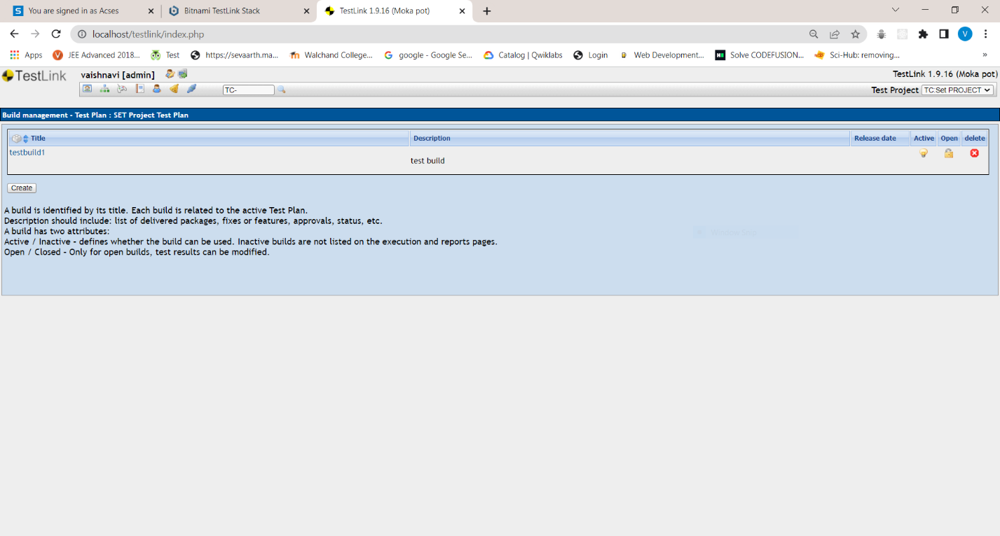 You are signed in as Acses
Bitnami TestLink Stack
TestLink 1.9.16 (Moka pot)
localhost/testlink/index.php
V
Apps
JEE Advanced 2018...
Test
https://sevaarth.ma...
Walchand College...
google - Google Se...
Catalog | Qwiklabs
Login
Web Development...
Solve CODEFUSION...
Sci-Hub: removing...
»
TestLink
vaishnavi [admin]
TestLink 1.9.16 (Moka pot)
TC-
Test Project
TC:Set PROJECT
Build management - Test Plan : SET Project Test Plan
Title
Description
Release date
Active
Open
delete
testbuild1
test build
Create
A build is identified by its title. Each build is related to the active Test Plan.
Description should include: list of delivered packages, fixes or features, approvals, status, etc.
A build has two attributes:
Active / Inactive - defines whether the build can be used. Inactive builds are not listed on the execution and reports pages.
Open / Closed - Only for open builds, test results can be modified.